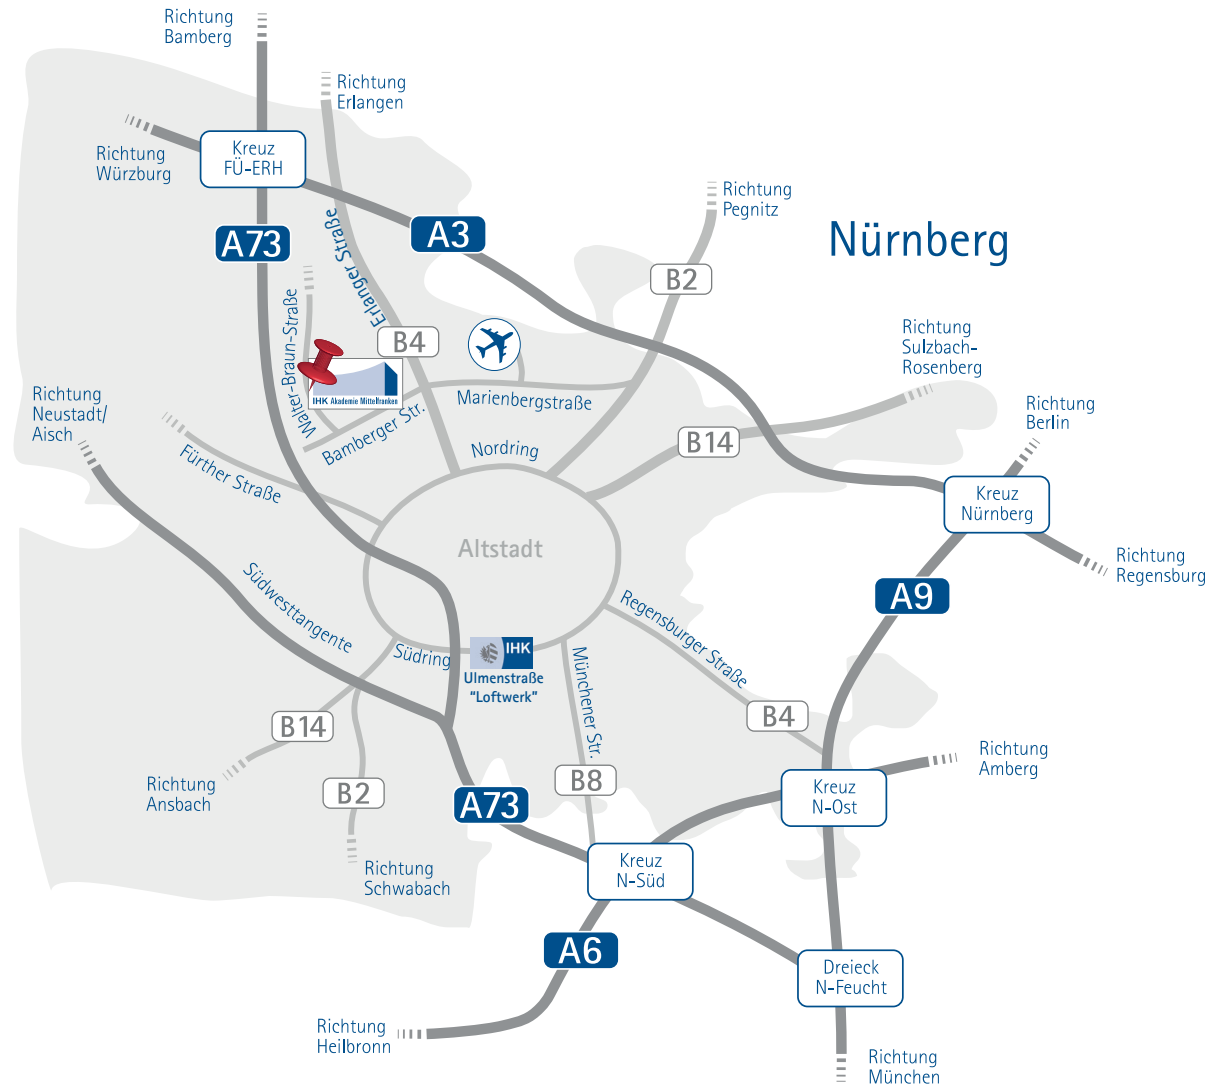 Richtung
Bamberg
Richtung
Erlangen
Richtung
Würzburg
Kreuz
FÜ-ERH
A73
A3
Richtung
Pegnitz
Nürnberg
B2
Erlanger Straße
Walter-Braun-Straße
B4
IHK Akademie Mittelfranken
Marienbergstraße
Bamberger Str.
Nordring
Richtung
Sulzbach-
Rosenberg
B14
Richtung
Neustadt/
Aisch
Fürther Straße
Richtung
Berlin
Kreuz
Nürnberg
Richtung
Regensburg
Altstadt
A9
Südwesttangente
Südring
IHK
Ulmenstraße
"Loftwerk"
Münchener Str.
Regensburger Straße
B4
B14
Richtung
Ansbach
B2
Richtung
Schwabach
A73
B8
Richtung
Amberg
Kreuz
N-Ost
Kreuz
N-Süd
A6
Dreieck
N-Feucht
Richtung
Heilbronn
Richtung
München